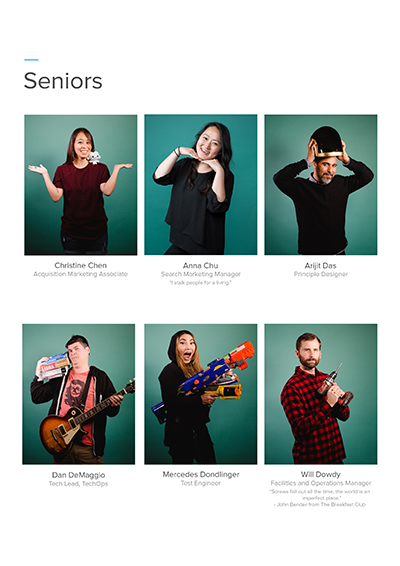 Seniors
Christine Chen
Acquisition Marketing Associate
Anna Chu
Search Marketing Manager
"I stalk people for a living."
Arijit Das
Principle Designer
Dan DeMaggio
Tech Lead, TechOps
Mercedes Dondlinger
Test Engineer
Will Dowdy
Facilities and Operations Manager
"Screws fall out all the time, the world is an
imperfect place."
- John Bender from The Breakfast Club